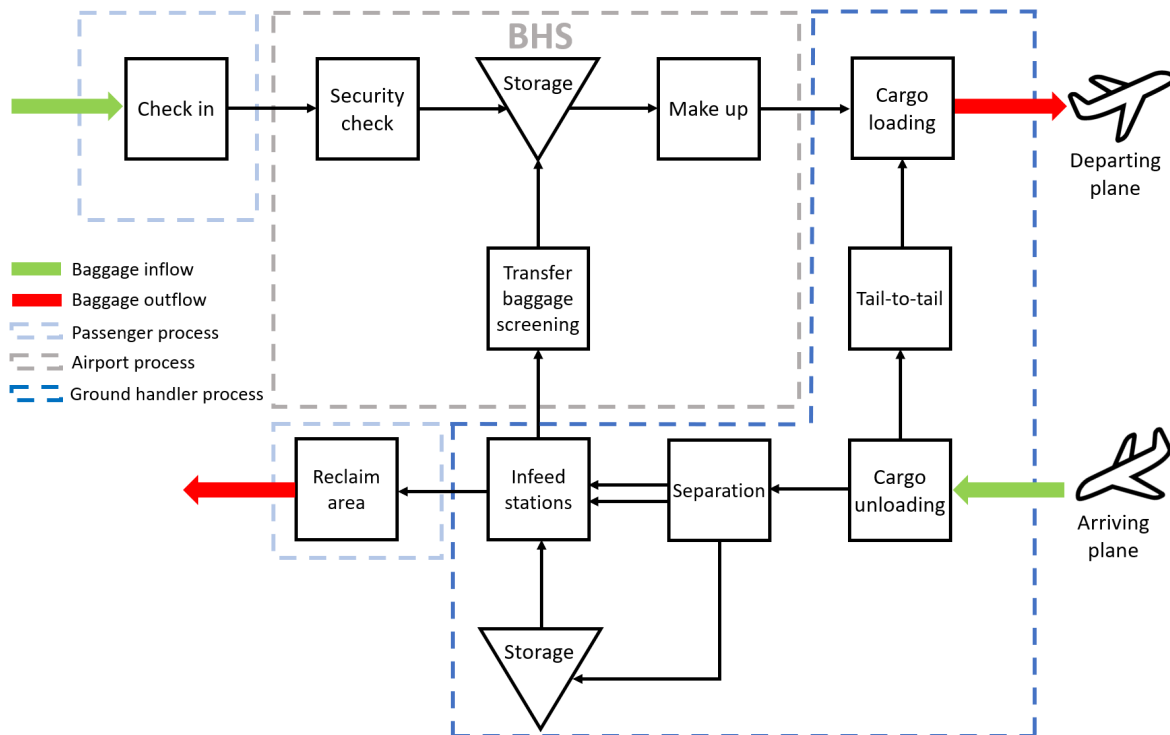 BHS
Check in
Security
check
Storage
Make up
Cargo
loading
Departing
plane
Baggage inflow
Baggage outflow
Passenger process
Airport process
Ground handler process
Transfer
baggage
screening
Tail-to-tail
Reclaim
area
Infeed
stations
Separation
Cargo
unloading
Arriving
plane
Storage